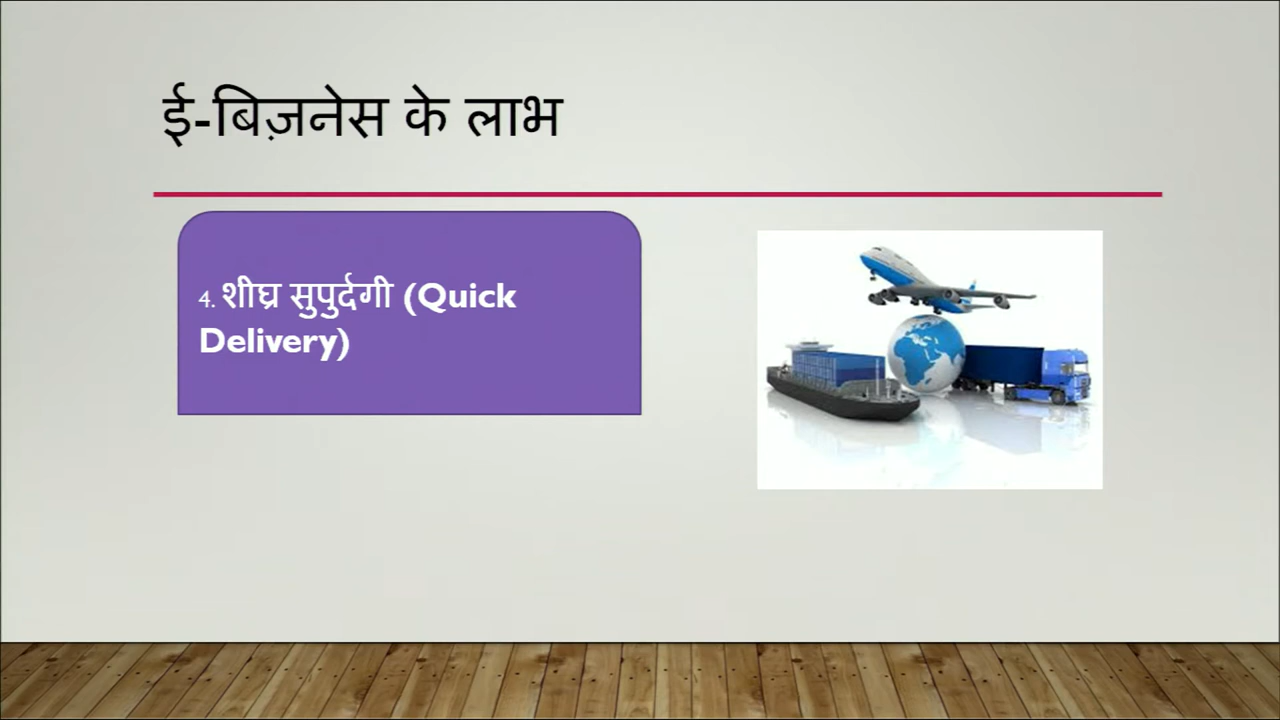 ई-बिज़नेस के लाभ
4. शीघ्र सुपुर्दगी (Quick
Delivery)